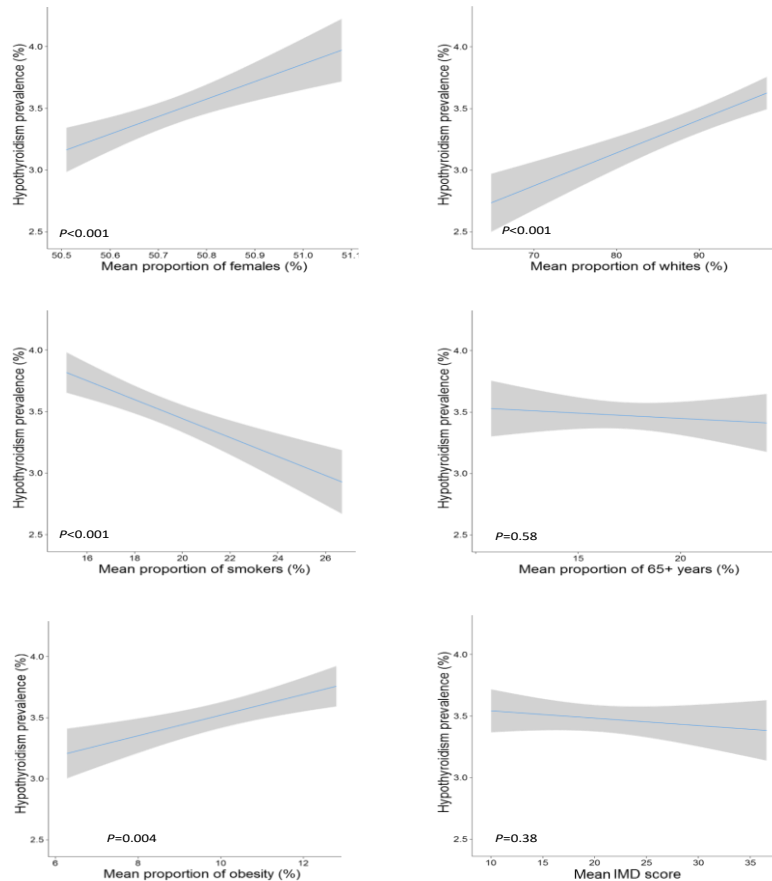 Hypothyroidism prevalence (%)
4.0
3.5
3.0
2.5
P<0.001
50.5 50.6 50.7 50.8 50.9 51.0 51.1
Mean proportion of females (%)
Hypothyroidism prevalence (%)
4.0
3.5
3.0
2.5
P<0.001
70 80 90
Mean proportion of whites (%)
Hypothyroidism prevalence (%)
4.0
3.5
3.0
2.5
P<0.001
16 18 20 22 24 26
Mean proportion of smokers (%)
Hypothyroidism prevalence (%)
4.0
3.5
3.0
2.5
P=0.58
15 20
Mean proportion of 65+ years (%)
Hypothyroidism prevalence (%)
4.0
3.5
3.0
2.5
P=0.004
6 8 10 12
Mean proportion of obesity (%)
Hypothyroidism prevalence (%)
4.0
3.5
3.0
2.5
P=0.38
10 15 20 25 30 35
Mean IMD score